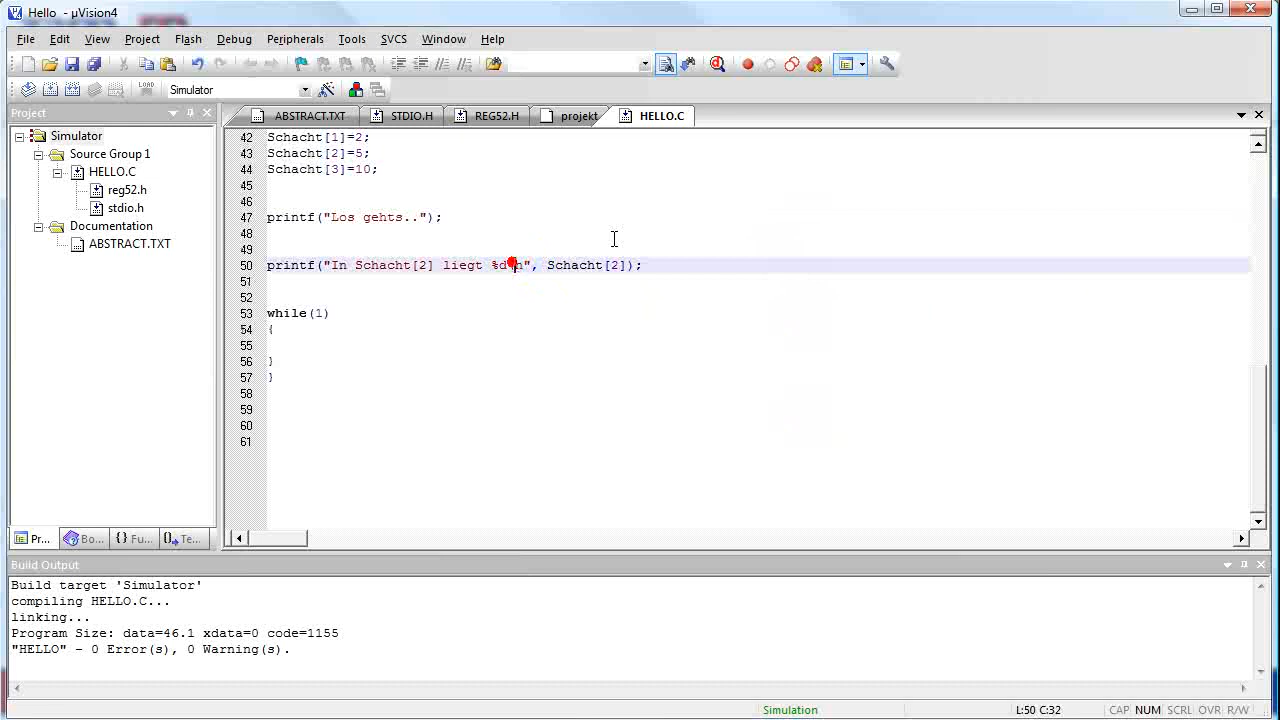 Hello - µVision4
File Edit View Project Flash Debug Peripherals Tools SVCS Window Help
LOAD Simulator
Project
ABSTRACT.TXT STDIO.H REG52.H projekt HELLO.C
Simulator
Source Group 1
HELLO.C
reg52.h
stdio.h
Documentation
ABSTRACT.TXT
42 Schacht[1]=2;
43 Schacht[2]=5;
44 Schacht[3]=10;
45
46
47 printf("Los gehts..");
48
49
50 printf("In Schacht[2] liegt n", Schacht[2]);
51
52
53 while(1)
54 {
55
56 }
57 }
58
59
60
61
Pr... Bo... {} Fu... Te...
Build Output
Build target 'Simulator'
compiling HELLO.C...
linking...
Program Size: data=46.1 xdata=0 code=1155
"HELLO" - 0 Error(s), 0 Warning(s).
Simulation L:50 C:32 CAP NUM SCRL OVR R/W